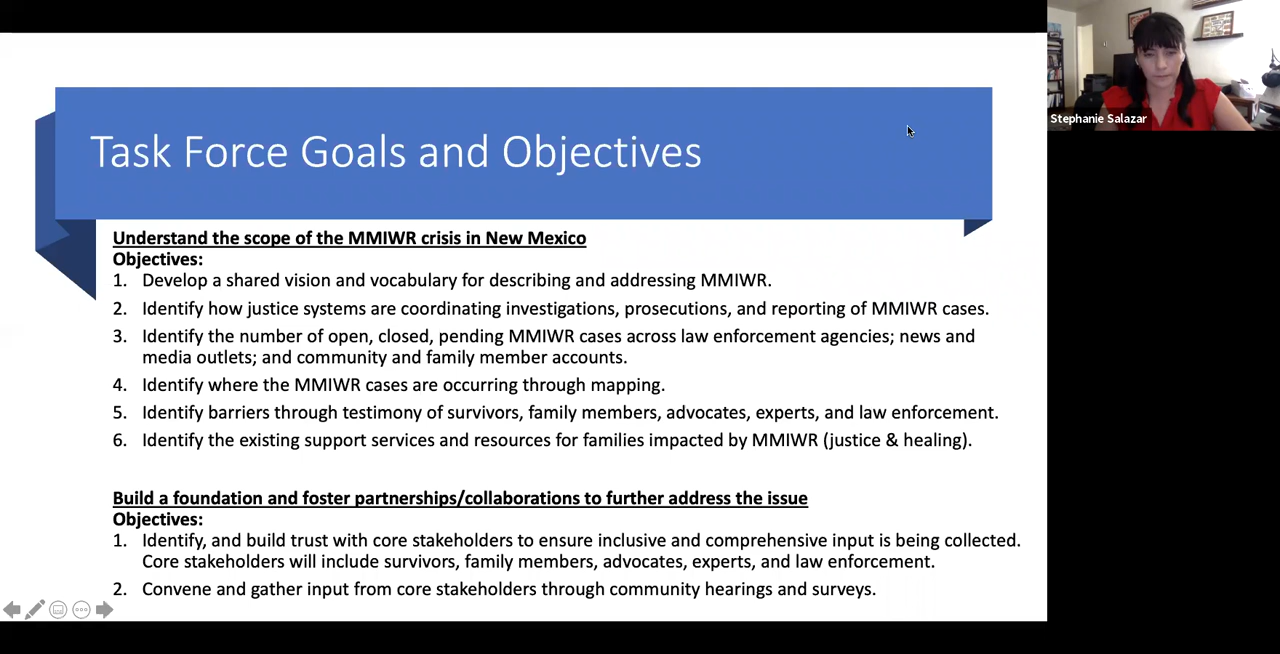 Task Force Goals and Objectives
Stephanie Salazar
Understand the scope of the MMIWR crisis in New Mexico
Objectives:
1. Develop a shared vision and vocabulary for describing and addressing MMIWR.
2. Identify how justice systems are coordinating investigations, prosecutions, and reporting of MMIWR cases.
3. Identify the number of open, closed, pending MMIWR cases across law enforcement agencies; news and
media outlets; and community and family member accounts.
4. Identify where the MMIWR cases are occurring through mapping.
5. Identify barriers through testimony of survivors, family members, advocates, experts, and law enforcement.
6. Identify the existing support services and resources for families impacted by MMIWR (justice & healing).
Build a foundation and foster partnerships/collaborations to further address the issue
Objectives:
1. Identify, and build trust with core stakeholders to ensure inclusive and comprehensive input is being collected.
Core stakeholders will include survivors, family members, advocates, experts, and law enforcement.
2. Convene and gather input from core stakeholders through community hearings and surveys.